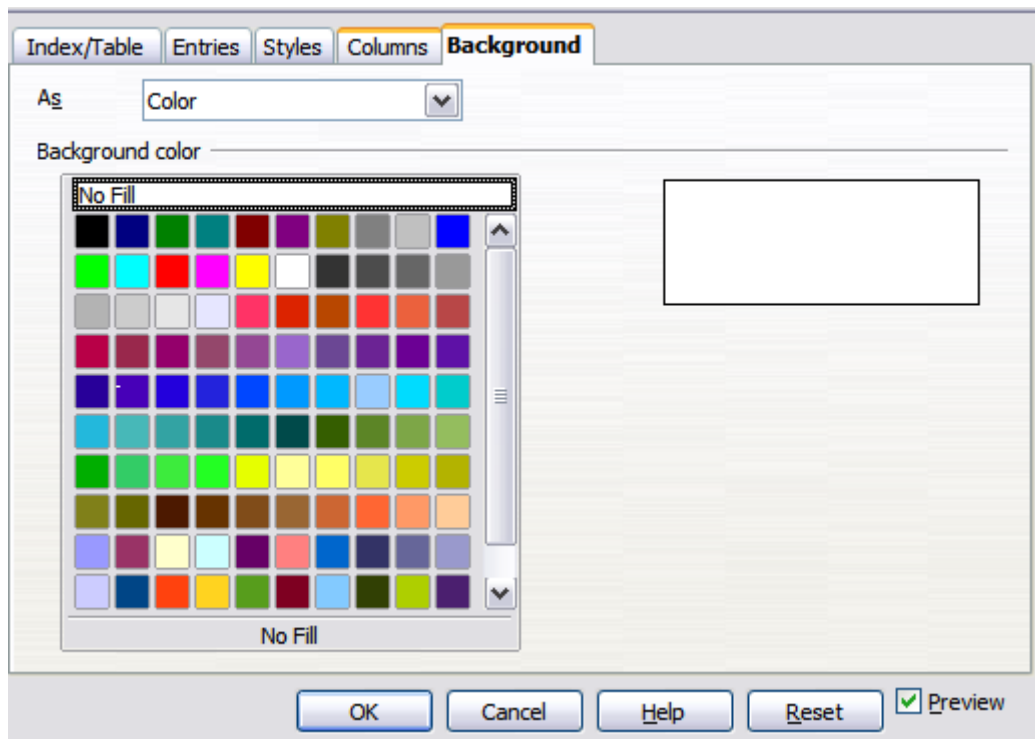 Index/Table Entries Styles Columns Background
As Color
Background color
No Fill
No Fill
OK Cancel Help Reset Preview